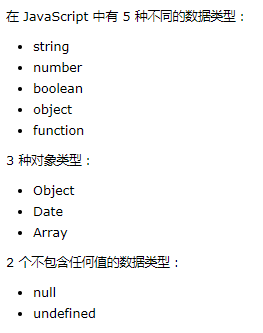 在 JavaScript 中有 5 种不同的数据类型：
string
number
boolean
object
function
3 种对象类型：
Object
Date
Array
2 个不包含任何值的数据类型：
null
undefined